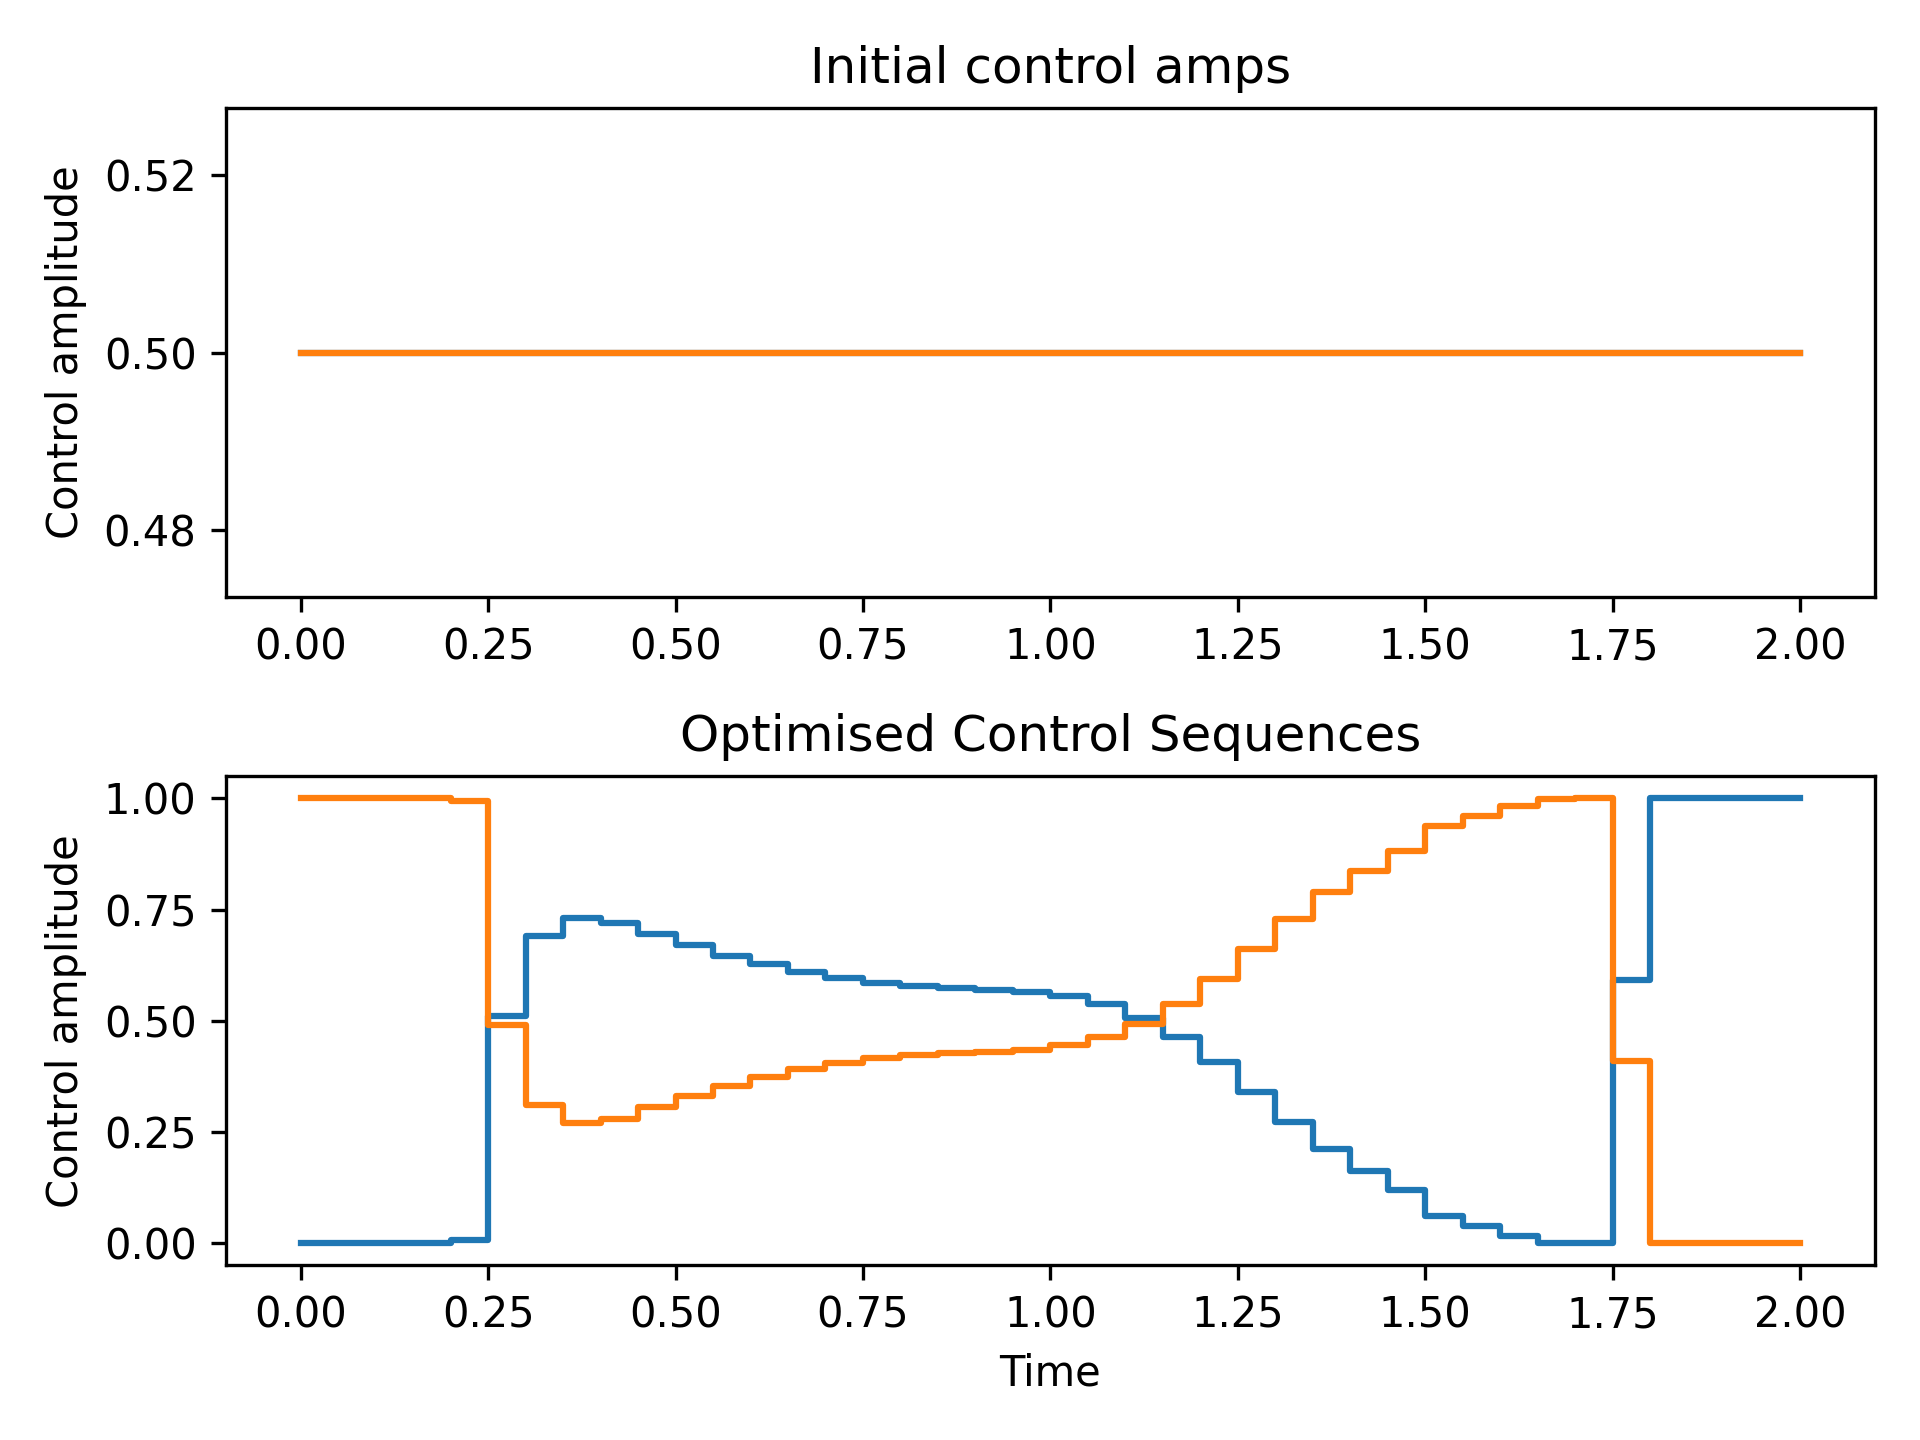 Initial control amps
Control amplitude
0.52
0.50
0.48
0.00 0.25 0.50 0.75 1.00 1.25 1.50 1.75 2.00
Optimised Control Sequences
Control amplitude
1.00
0.75
0.50
0.25
0.00
0.00 0.25 0.50 0.75 1.00 1.25 1.50 1.75 2.00
Time